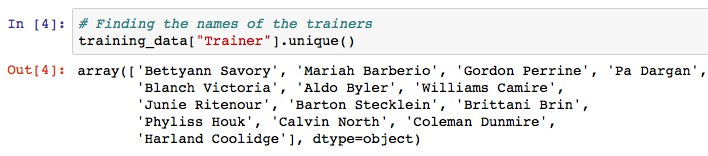 In [4]: # Finding the names of the trainers
training_data["Trainer"].unique()
Out[4]: array(['Bettyann Savory', 'Mariah Barberio', 'Gordon Perrine', 'Pa Dargan',
'Blanch Victoria', 'Aldo Byler', 'Williams Camire',
'Junie Ritenour', 'Barton Stecklein', 'Brittani Brin',
'Phyliss Houk', 'Calvin North', 'Coleman Dunmire',
'Harland Coolidge'], dtype=object)